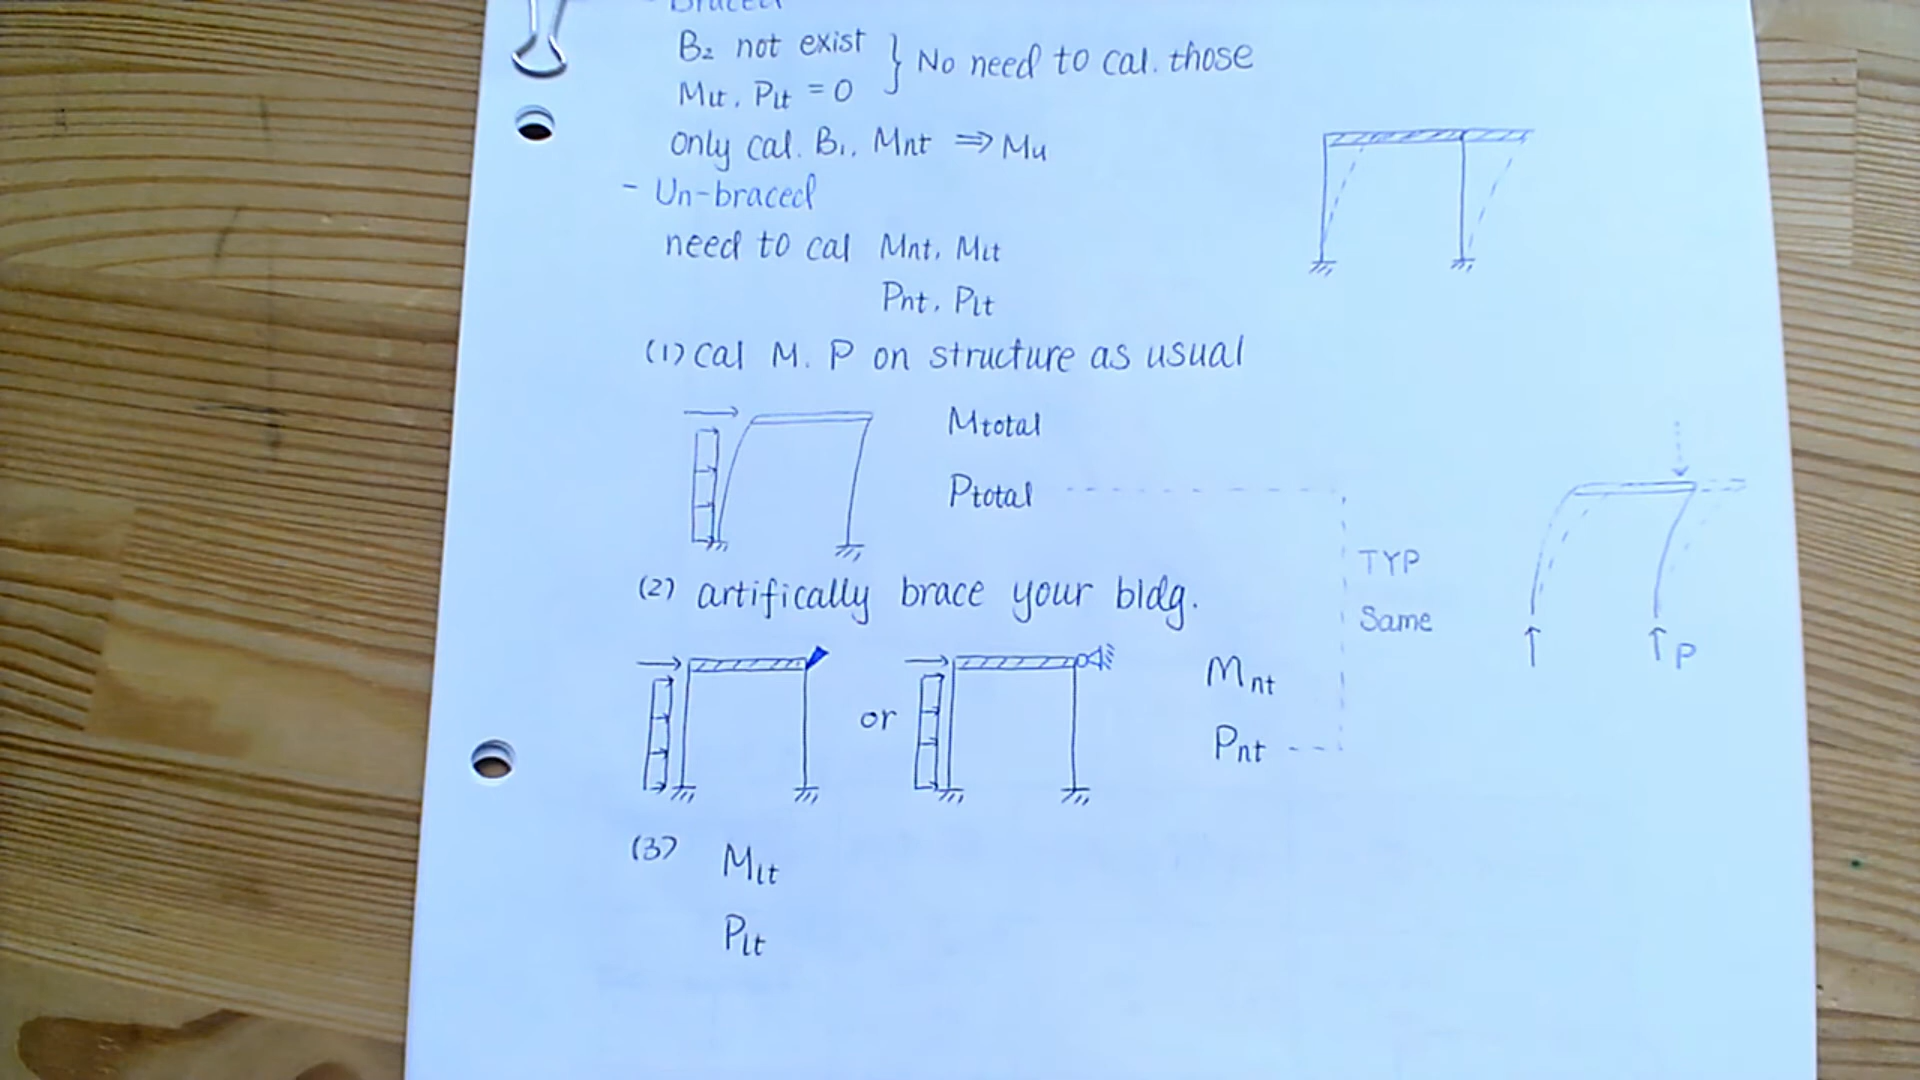 Braced
B₂ not exist } No need to cal. those
Mlt, Plt = 0
only cal. B₁, Mnt ⇒ Mu
- Un-braced
need to cal Mnt, Mlt
Pnt, Plt
(1) cal M. P on structure as usual
Mtotal
Ptotal
TYP
Same
P
(2) artifically brace your bldg.
or
Mnt
Pnt
(3) Mlt
Plt